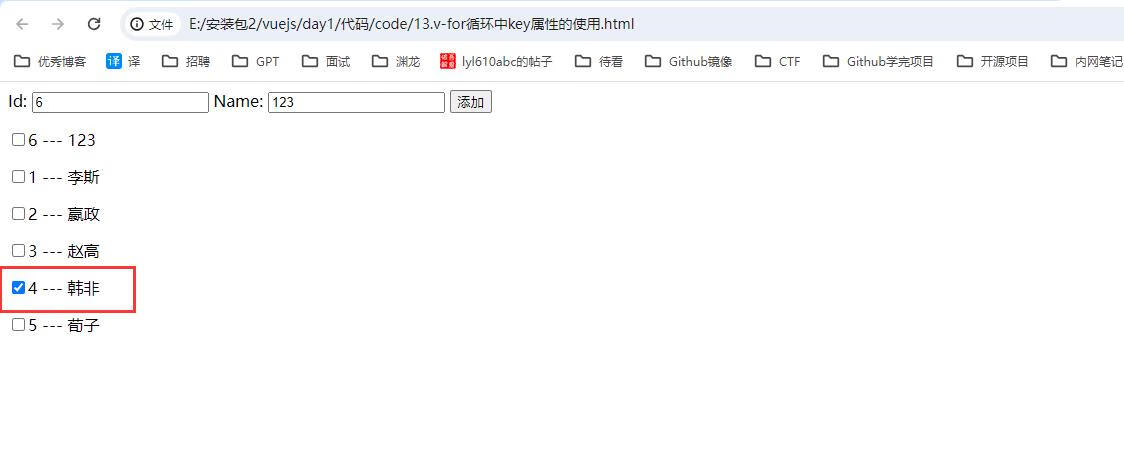 文件 E:/安装包2/vuejs/day1/代码/code/13.v-for循环中key属性的使用.html
优秀博客 译 译 招聘 GPT 面试 渊龙 lyl610abc的帖子 待看 Github镜像 CTF Github学完项目 开源项目 内网笔记
Id: 6 Name: 123 添加
6 --- 123
1 --- 李斯
2 --- 嬴政
3 --- 赵高
4 --- 韩非
5 --- 荀子